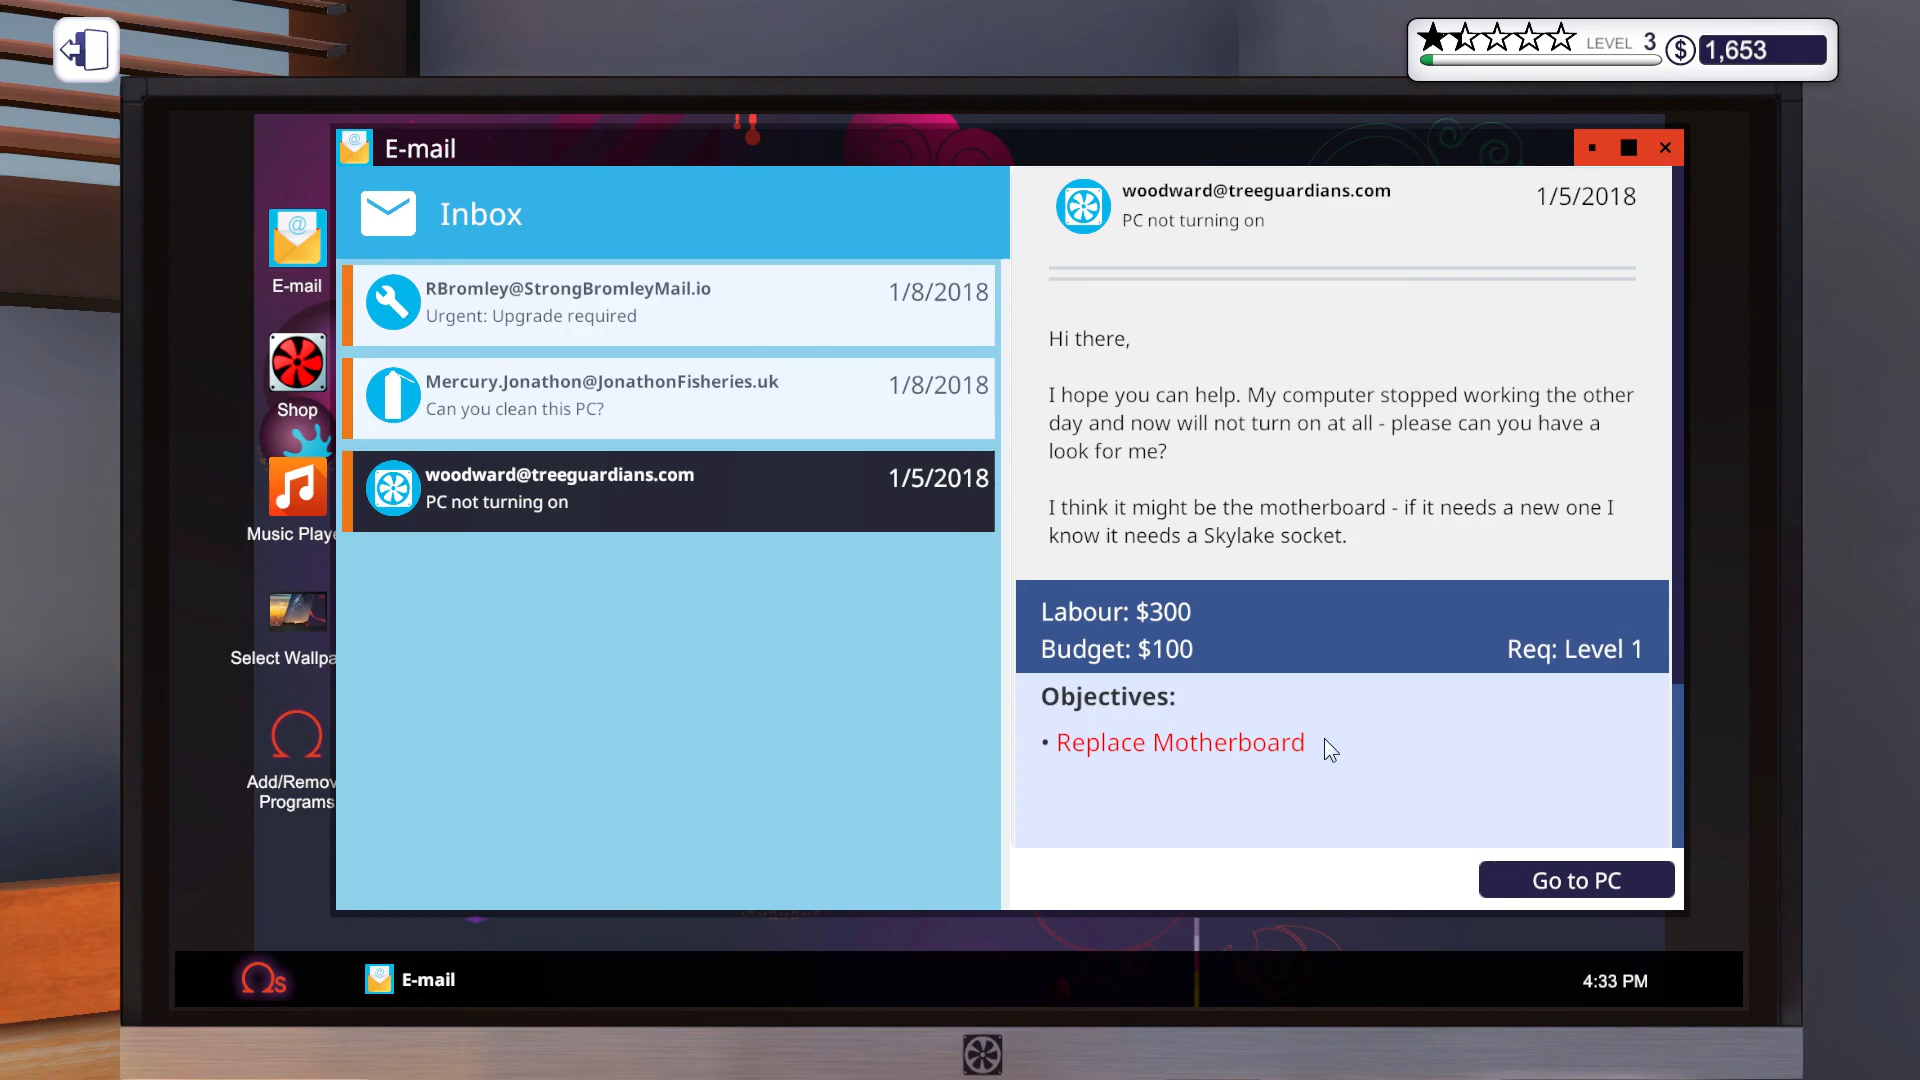 LEVEL 3
$ 1,653
E-mail
Inbox
RBromley@StrongBromleyMail.io
1/8/2018
Urgent: Upgrade required
Mercury.Jonathon@JonathonFisheries.uk
1/8/2018
Can you clean this PC?
woodward@treeguardians.com
1/5/2018
PC not turning on
woodward@treeguardians.com
1/5/2018
PC not turning on
Hi there,
I hope you can help. My computer stopped working the other
day and now will not turn on at all - please can you have a
look for me?
I think it might be the motherboard - if it needs a new one I
know it needs a Skylake socket.
Labour: $300
Budget: $100
Req: Level 1
Objectives:
• Replace Motherboard
Go to PC
E-mail
Shop
Music Playe
Select Wallpa
Add/Remov
Programs
Ωs
E-mail
4:33 PM